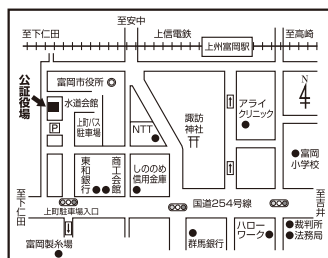 至安中
至下仁田
上信電鉄
上州富岡駅
至高崎
公証役場
富岡市役所
水道会館
P
上町バス
駐車場
NTT
諏訪
神社
アライ
クリニック
4
N
富岡
小学校
東和銀行
商工会館
しののめ
信用金庫
至下仁田
至吉井
上町駐車場入口
国道254号線
富岡製糸場
群馬銀行
ハロー
ワーク
裁判所
法務局